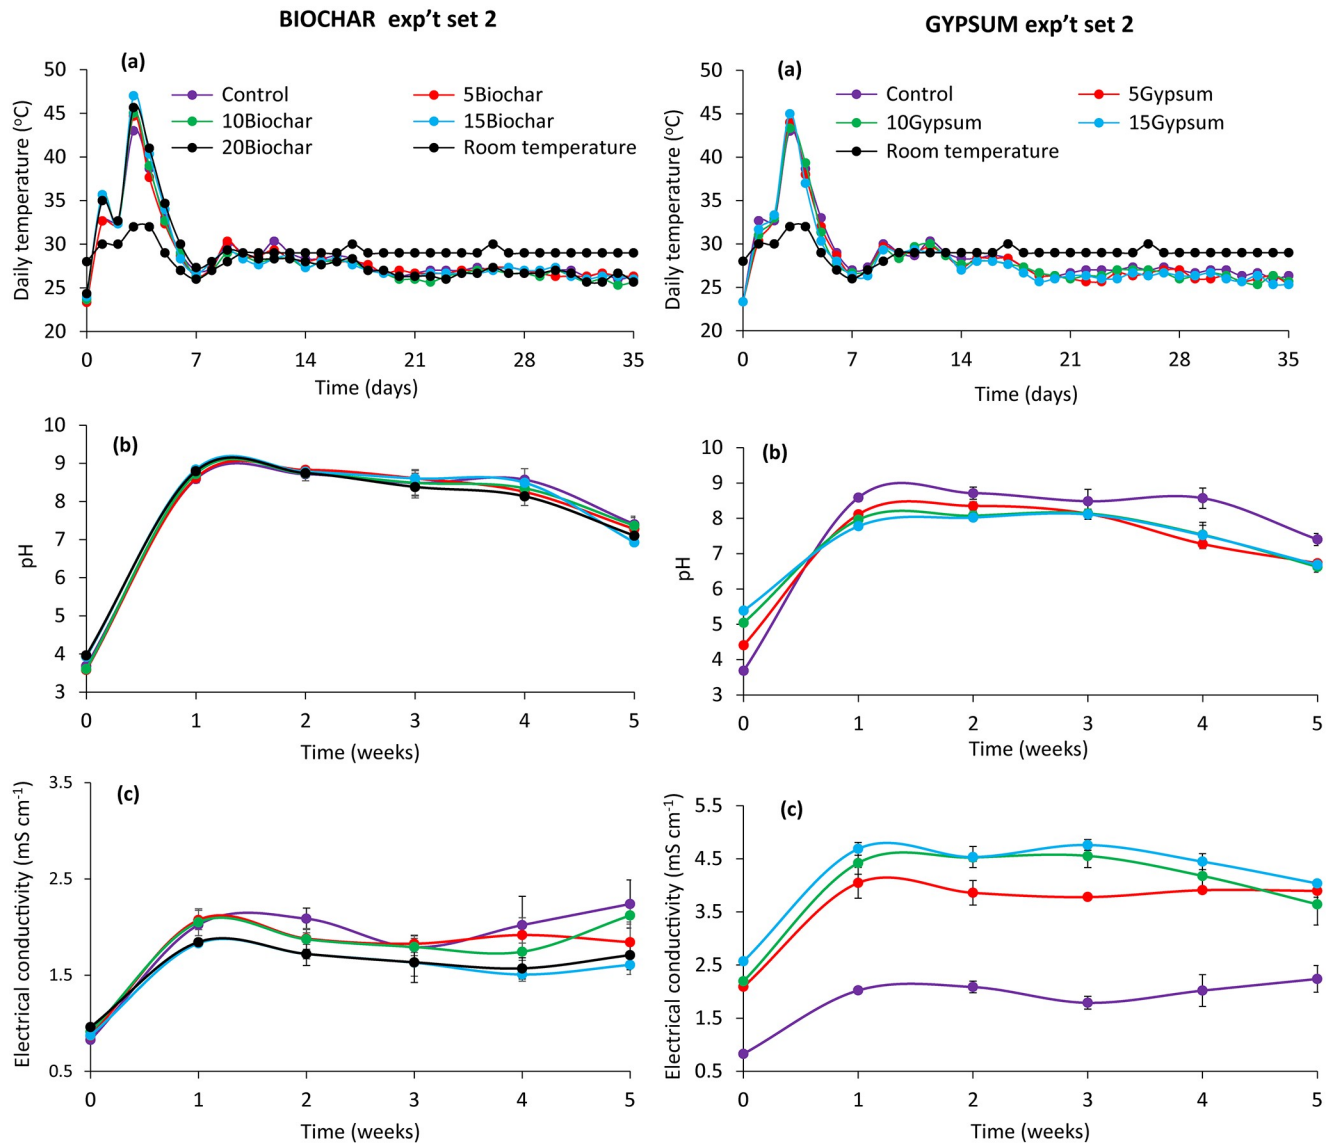 BIOCHAR exp't set 2
(a)
Daily temperature (ºC)
50
45
40
35
30
25
20
Control
5Biochar
10Biochar
15Biochar
20Biochar
Room temperature
0 7 14 21 28 35
Time (days)
(b)
pH
10
9
8
7
6
5
4
3
0 1 2 3 4 5
Time (weeks)
(c)
Electrical conductivity (mS cm-1)
3.5
2.5
1.5
0.5
0 1 2 3 4 5
Time (weeks)
GYPSUM exp't set 2
(a)
Daily temperature (ºC)
50
45
40
35
30
25
20
Control
5Gypsum
10Gypsum
15Gypsum
Room temperature
0 7 14 21 28 35
Time (days)
(b)
pH
10
9
8
7
6
5
4
3
0 1 2 3 4 5
Time (weeks)
(c)
Electrical conductivity (mS cm-1)
5.5
4.5
3.5
2.5
1.5
0.5
0 1 2 3 4 5
Time (weeks)